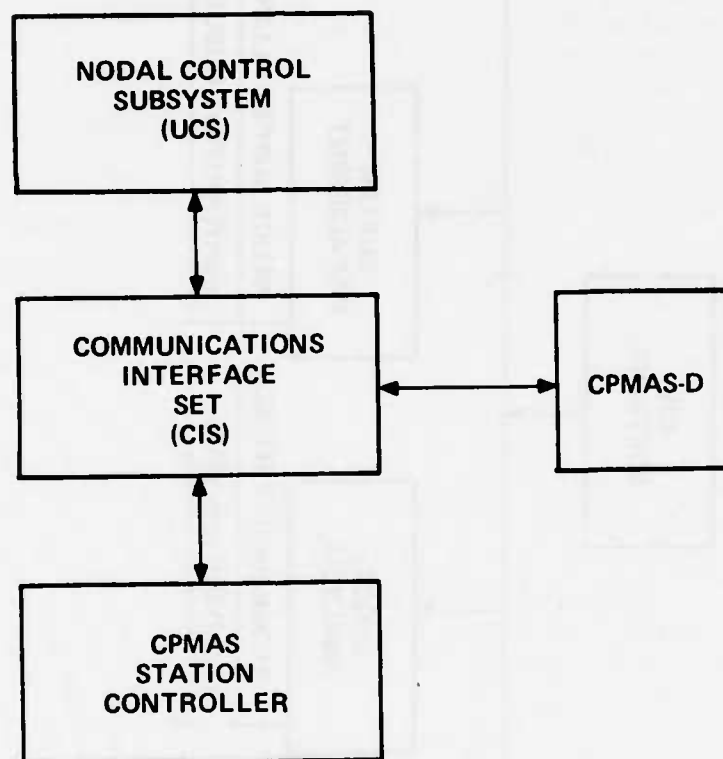 NODAL CONTROL
SUBSYSTEM
(UCS)
COMMUNICATIONS
INTERFACE
SET
(CIS)
CPMAS-D
CPMAS
STATION
CONTROLLER